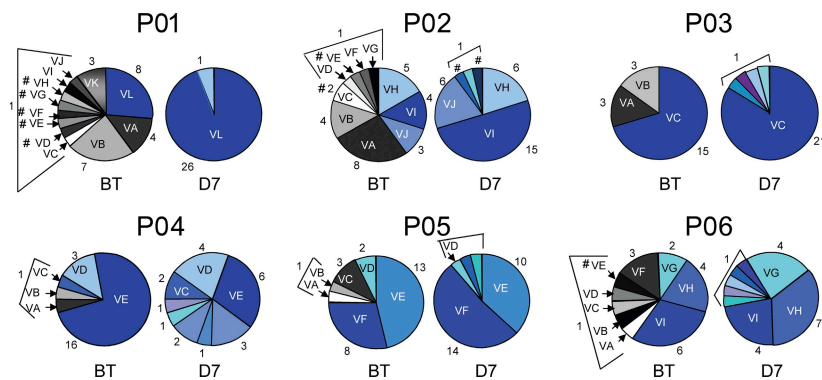 P01 P02 P03
1 VJ VI # VH # VG # VF # VE # VD VC 3 VK 8 VL VA 4 VB 7 BT
1 VL 26 D7
1 # VE VD VF VG # 2 VC VB 4 VA 8 VJ 3 VI VH 5 BT
1 # # 6 VH VJ 4 VI 15 D7
3 VB VA 3 VC 15 BT
1 VC D7
P04 P05 P06
1 VC VB VA 3 VD VE 16 BT
4 VD 6 VE 2 VC 1 1 2 1 3 D7
1 VB VA 3 VC 2 VD 13 VE VF 8 BT
VD 10 VE VF 14 D7
1 # VE VD VC VB VA VF 2 VG 4 VH VI 6 BT
1 4 VG VH 7 VI 4 D7